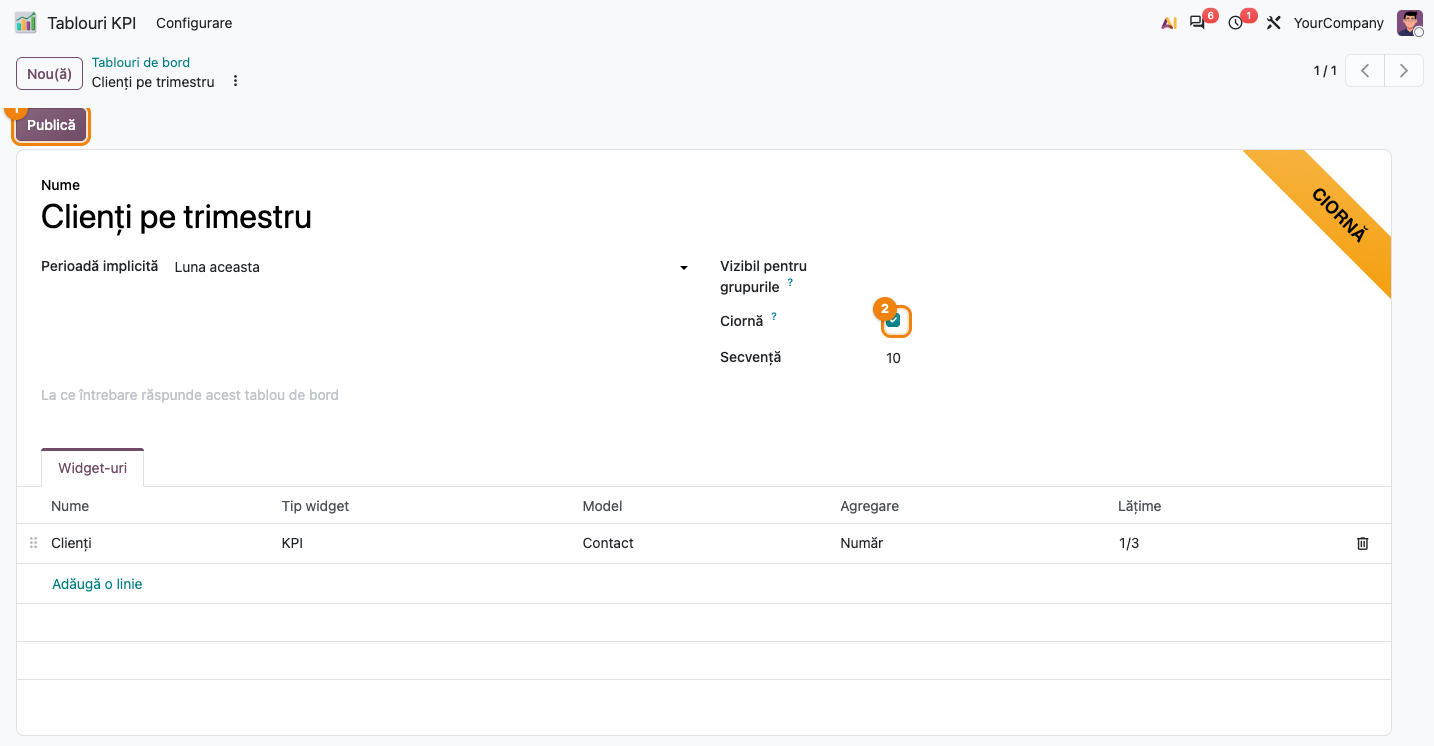 Tablouri KPI Configurare AI 6 1 YourCompany
Nou(ă) Tablouri de bord
Clienți pe trimestru 1 / 1
1
Publică
CIORNĂ
Nume
Clienți pe trimestru
Perioadă implicită Luna aceasta
Vizibil pentru
grupurile ?
Ciornă ? 2
Secvență 10
La ce întrebare răspunde acest tablou de bord
Widget-uri
Nume Tip widget Model Agregare Lățime
Clienți KPI Contact Număr 1/3
Adăugă o linie